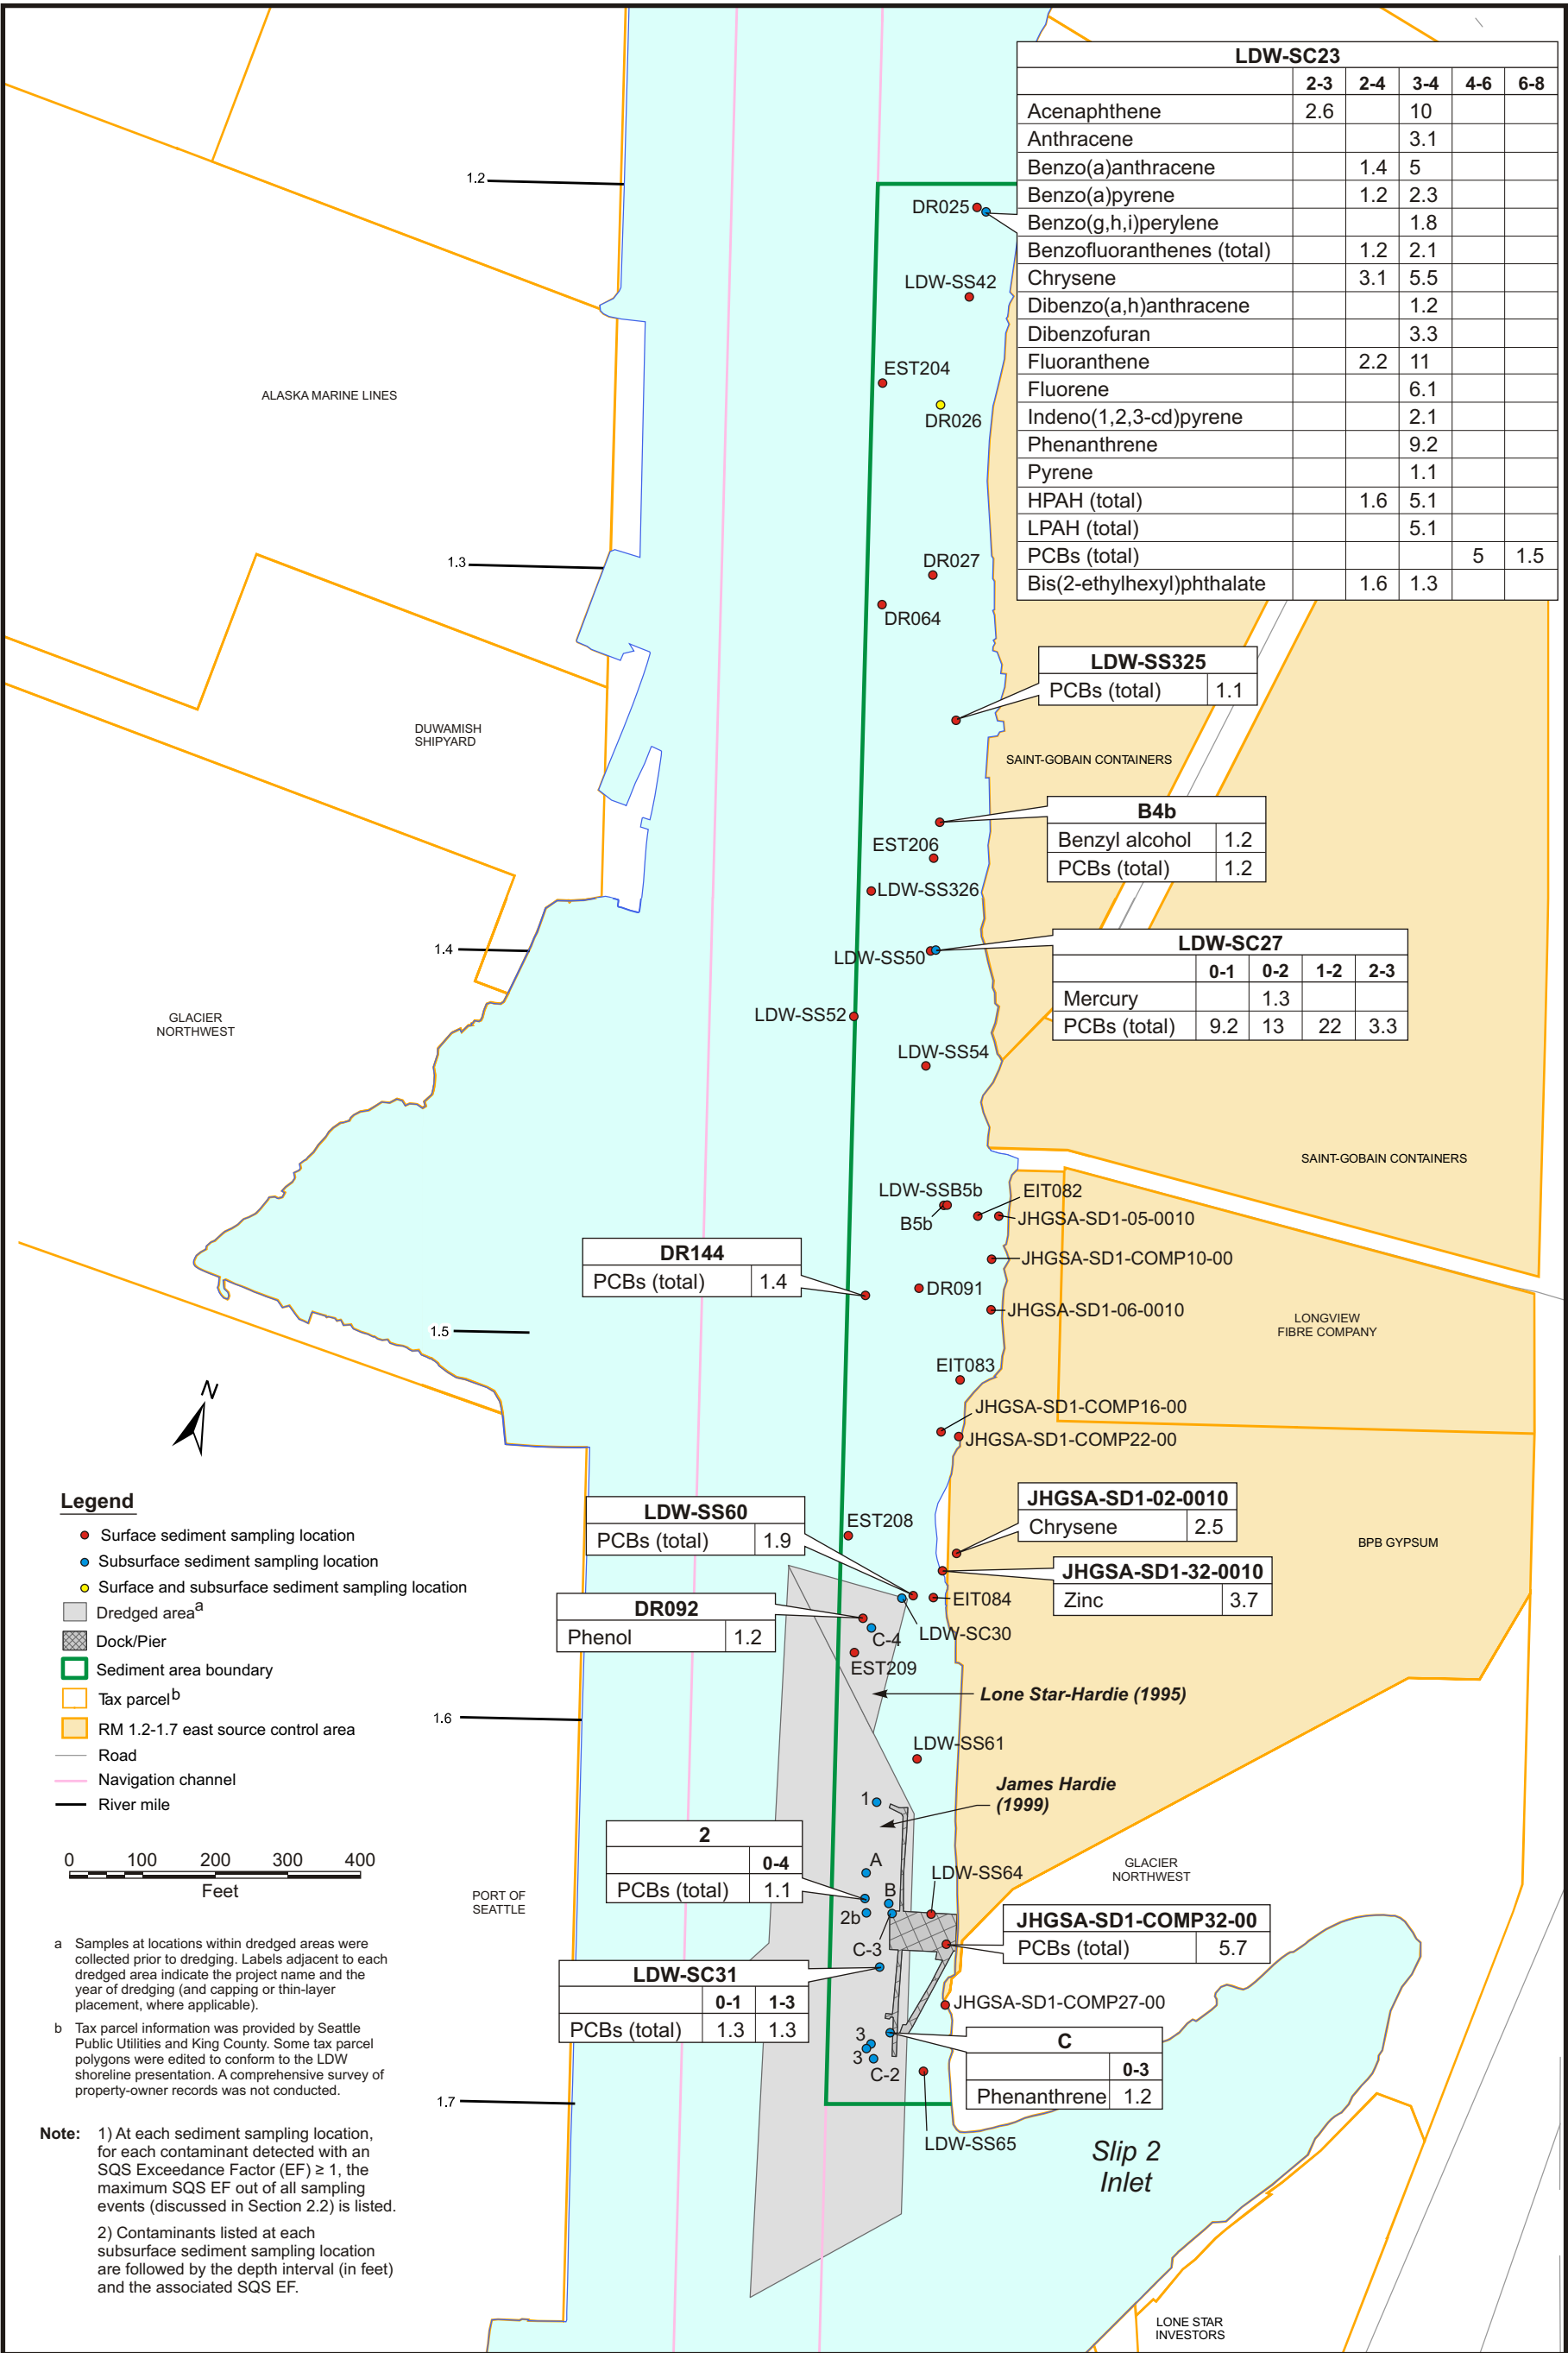 LDW-SC23
2-3 2-4 3-4 4-6 6-8
Acenaphthene 2.6 10
Anthracene 3.1
Benzo(a)anthracene 1.4 5
Benzo(a)pyrene 1.2 2.3
Benzo(g,h,i)perylene 1.8
Benzofluoranthenes (total) 1.2 2.1
Chrysene 3.1 5.5
Dibenzo(a,h)anthracene 1.2
Dibenzofuran 3.3
Fluoranthene 2.2 11
Fluorene 6.1
Indeno(1,2,3-cd)pyrene 2.1
Phenanthrene 9.2
Pyrene 1.1
HPAH (total) 1.6 5.1
LPAH (total) 5.1
PCBs (total) 5 1.5
Bis(2-ethylhexyl)phthalate 1.6 1.3
1.2
DR025
LDW-SS42
EST204
DR026
ALASKA MARINE LINES
1.3
DR027
DR064
LDW-SS325
PCBs (total) 1.1
DUWAMISH
SHIPYARD
SAINT-GOBAIN CONTAINERS
B4b
Benzyl alcohol 1.2
PCBs (total) 1.2
EST206
LDW-SS326
1.4
LDW-SS50
LDW-SC27
0-1 0-2 1-2 2-3
Mercury 1.3
PCBs (total) 9.2 13 22 3.3
GLACIER
NORTHWEST
LDW-SS52
LDW-SS54
SAINT-GOBAIN CONTAINERS
LDW-SSB5b
B5b
EIT082
JHGSA-SD1-05-0010
JHGSA-SD1-COMP10-00
DR144
PCBs (total) 1.4
DR091
JHGSA-SD1-06-0010
LONGVIEW
FIBRE COMPANY
1.5
EIT083
N
JHGSA-SD1-COMP16-00
JHGSA-SD1-COMP22-00
LDW-SS60
PCBs (total) 1.9
EST208
JHGSA-SD1-02-0010
Chrysene 2.5
BPB GYPSUM
JHGSA-SD1-32-0010
Zinc 3.7
DR092
Phenol 1.2
EIT084
LDW-SC30
C-4
EST209
Lone Star-Hardie (1995)
1.6
LDW-SS61
James Hardie
(1999)
1
2
0-4
PCBs (total) 1.1
A
B
2b
C-3
LDW-SS64
GLACIER
NORTHWEST
PORT OF
SEATTLE
JHGSA-SD1-COMP32-00
PCBs (total) 5.7
LDW-SC31
0-1 1-3
PCBs (total) 1.3 1.3
JHGSA-SD1-COMP27-00
3
3
C-2
C
0-3
Phenanthrene 1.2
1.7
LDW-SS65
Slip 2
Inlet
LONE STAR
INVESTORS
Legend
Surface sediment sampling location
Subsurface sediment sampling location
Surface and subsurface sediment sampling location
Dredged area a
Dock/Pier
Sediment area boundary
Tax parcel b
RM 1.2-1.7 east source control area
Road
Navigation channel
River mile
0 100 200 300 400
Feet
a Samples at locations within dredged areas were
collected prior to dredging. Labels adjacent to each
dredged area indicate the project name and the
year of dredging (and capping or thin-layer
placement, where applicable).
b Tax parcel information was provided by Seattle
Public Utilities and King County. Some tax parcel
polygons were edited to conform to the LDW
shoreline presentation. A comprehensive survey of
property-owner records was not conducted.
Note: 1) At each sediment sampling location,
for each contaminant detected with an
SQS Exceedance Factor (EF) ≥ 1, the
maximum SQS EF out of all sampling
events (discussed in Section 2.2) is listed.
2) Contaminants listed at each
subsurface sediment sampling location
are followed by the depth interval (in feet)
and the associated SQS EF.